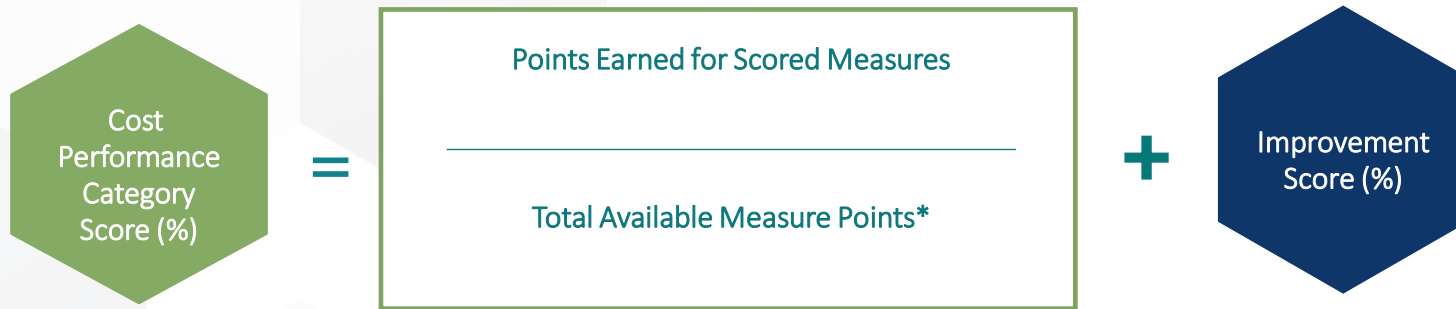 Cost
Performance
Category
Score (%)
=
Points Earned for Scored Measures
Total Available Measure Points*
+
Improvement
Score (%)